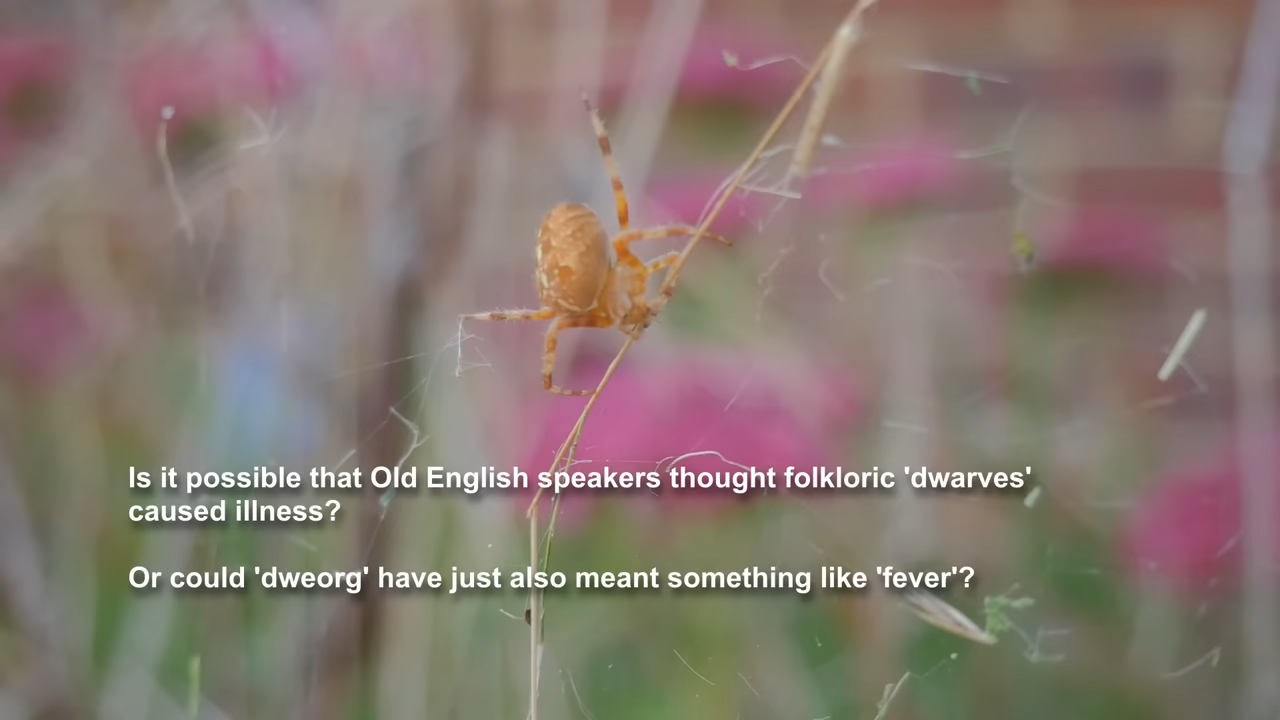 Is it possible that Old English speakers thought folkloric 'dwarves'
caused illness?
Or could 'dweorg' have just also meant something like 'fever'?